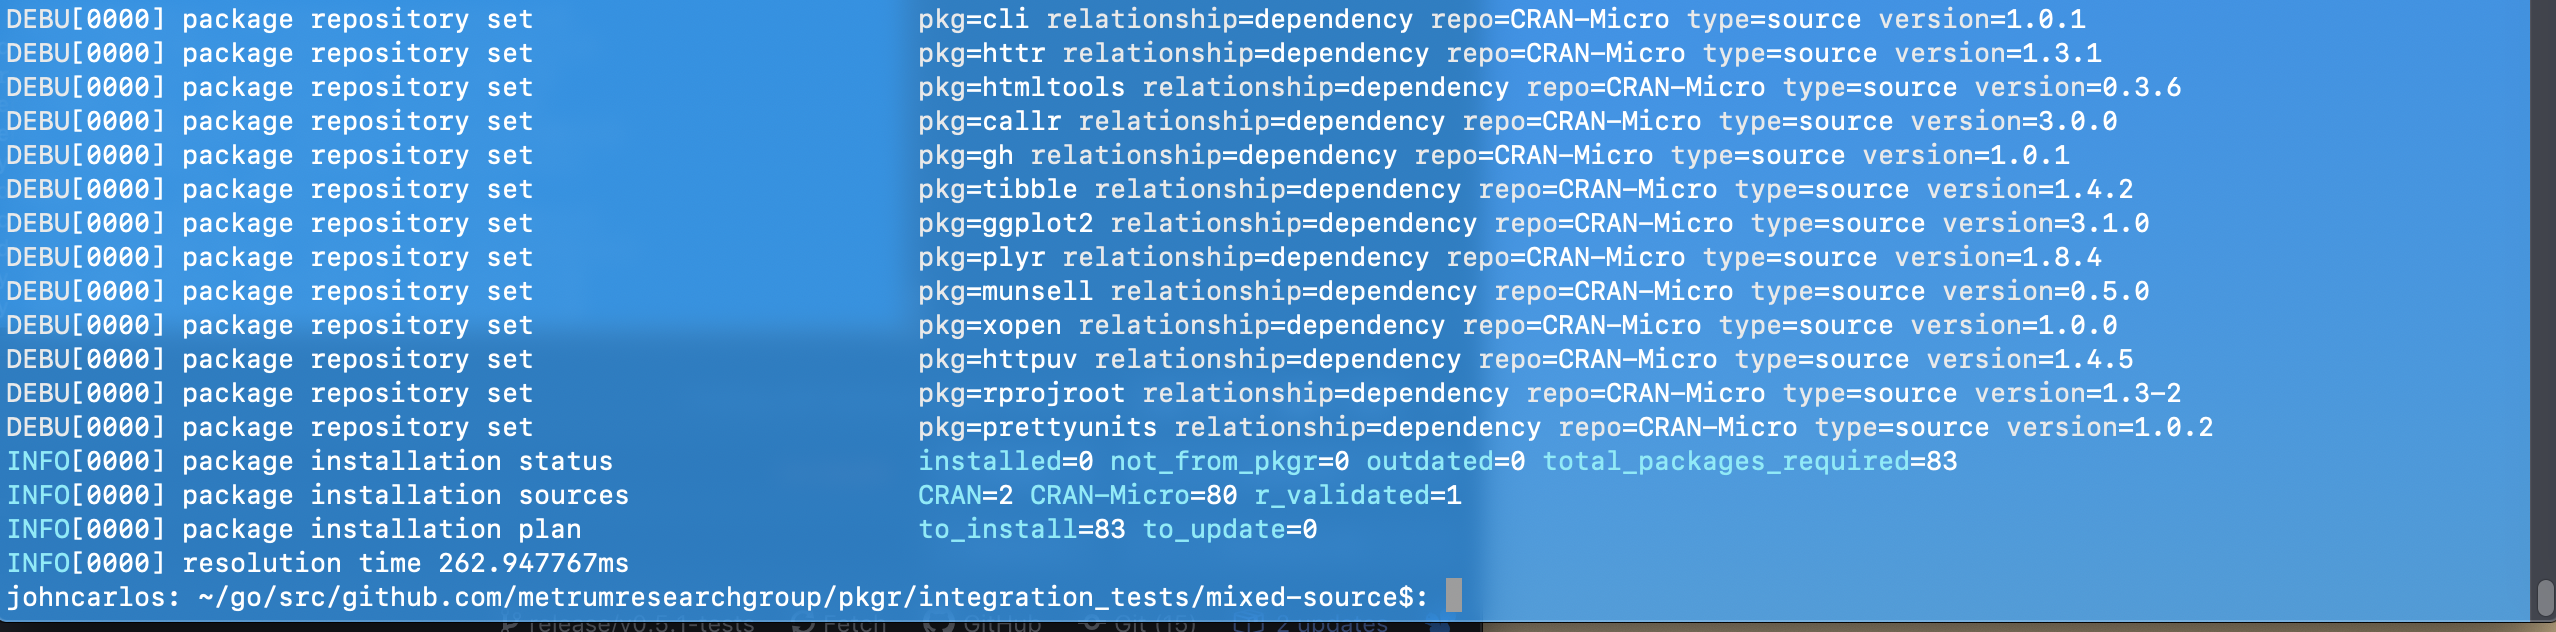 DEBU[0000] package repository set pkg=cli relationship=dependency repo=CRAN-Micro type=source version=1.0.1
DEBU[0000] package repository set pkg=httr relationship=dependency repo=CRAN-Micro type=source version=1.3.1
DEBU[0000] package repository set pkg=htmltools relationship=dependency repo=CRAN-Micro type=source version=0.3.6
DEBU[0000] package repository set pkg=callr relationship=dependency repo=CRAN-Micro type=source version=3.0.0
DEBU[0000] package repository set pkg=gh relationship=dependency repo=CRAN-Micro type=source version=1.0.1
DEBU[0000] package repository set pkg=tibble relationship=dependency repo=CRAN-Micro type=source version=1.4.2
DEBU[0000] package repository set pkg=ggplot2 relationship=dependency repo=CRAN-Micro type=source version=3.1.0
DEBU[0000] package repository set pkg=plyr relationship=dependency repo=CRAN-Micro type=source version=1.8.4
DEBU[0000] package repository set pkg=munsell relationship=dependency repo=CRAN-Micro type=source version=0.5.0
DEBU[0000] package repository set pkg=xopen relationship=dependency repo=CRAN-Micro type=source version=1.0.0
DEBU[0000] package repository set pkg=httpuv relationship=dependency repo=CRAN-Micro type=source version=1.4.5
DEBU[0000] package repository set pkg=rprojroot relationship=dependency repo=CRAN-Micro type=source version=1.3-2
DEBU[0000] package repository set pkg=prettyunits relationship=dependency repo=CRAN-Micro type=source version=1.0.2
INFO[0000] package installation status installed=0 not_from_pkgr=0 outdated=0 total_packages_required=83
INFO[0000] package installation sources CRAN=2 CRAN-Micro=80 r_validated=1
INFO[0000] package installation plan to_install=83 to_update=0
INFO[0000] resolution time 262.947767ms
johncarlos: ~/go/src/github.com/metrumresearchgroup/pkgr/integration_tests/mixed-source$:
release/v0.5.1-tests Fetch GitHub Git (15) 2 updates